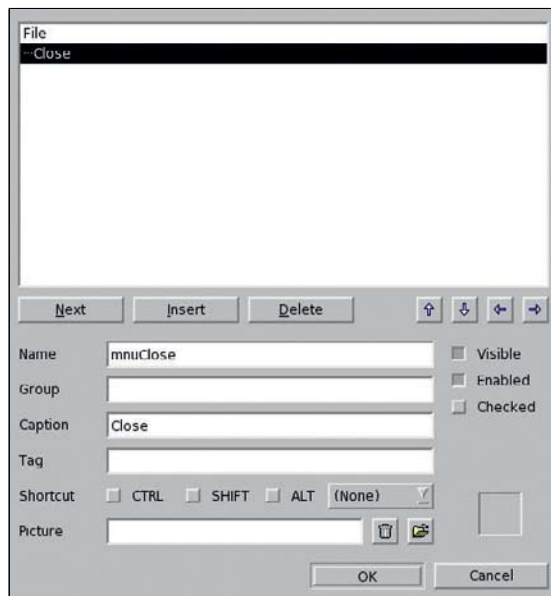 File
Close
Next Insert Delete
Name mnuClose Visible
Group Enabled
Checked
Caption Close
Tag
Shortcut CTRL SHIFT ALT (None)
Picture
OK Cancel